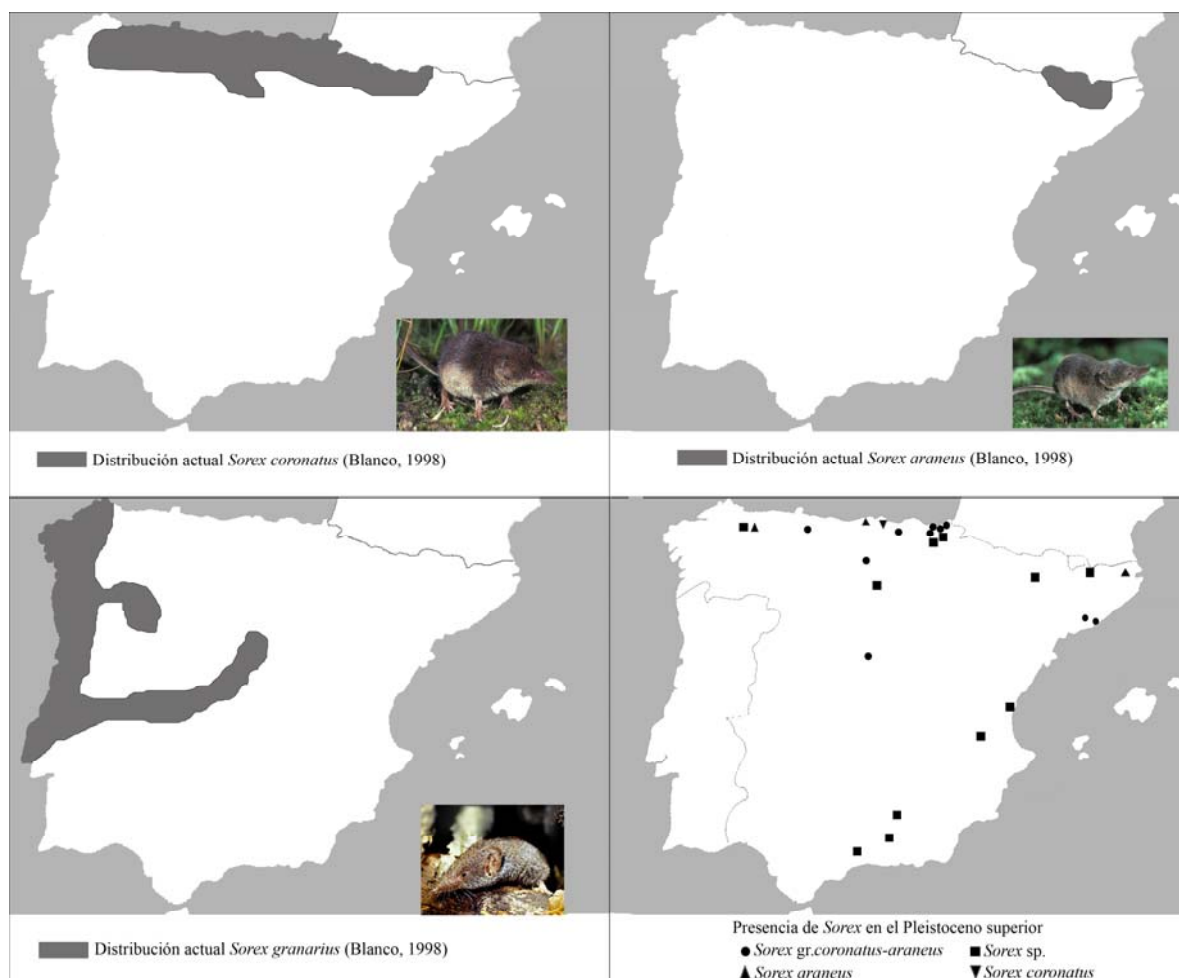 Distribución actual Sorex coronatus (Blanco, 1998)
Distribución actual Sorex araneus (Blanco, 1998)
Distribución actual Sorex granarius (Blanco, 1998)
Presencia de Sorex en el Pleistoceno superior
Sorex gr.coronatus-araneus
Sorex sp.
Sorex araneus
Sorex coronatus